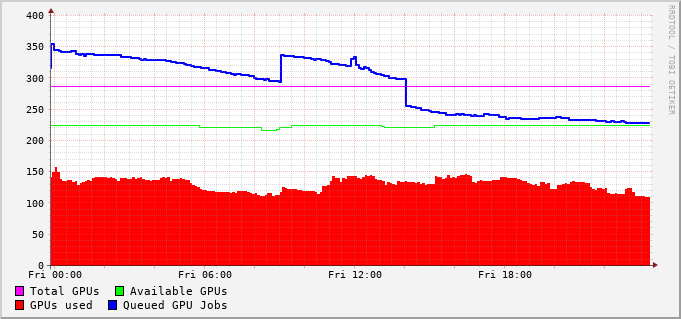 400
350
300
250
200
150
100
50
0
Fri 00:00 Fri 06:00 Fri 12:00 Fri 18:00
Total GPUs Available GPUs
GPUs used Queued GPU Jobs
RRDTOOL / TOBI OETIKER